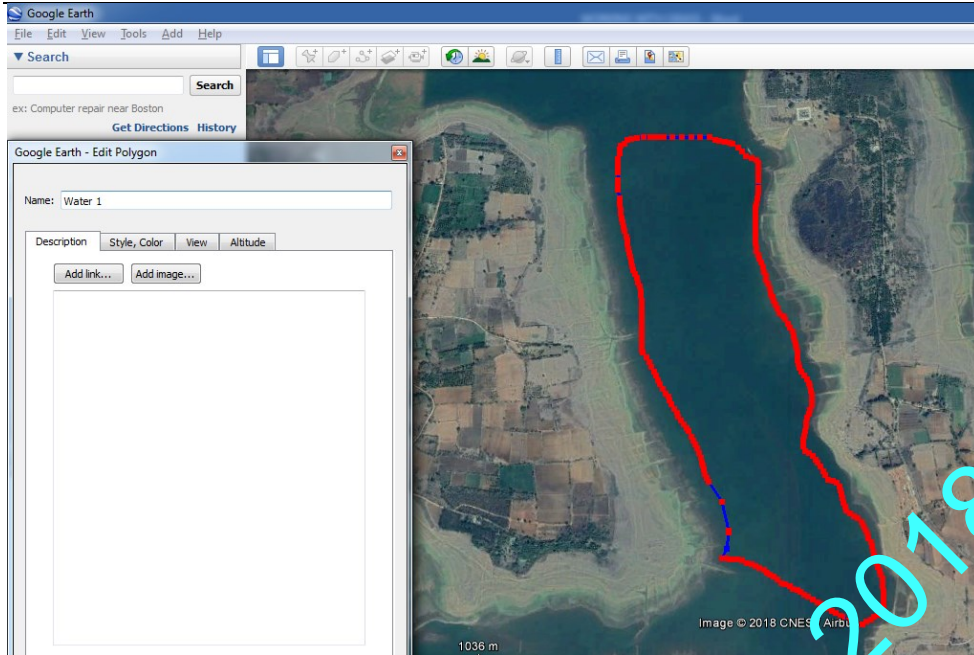 Google Earth
File Edit View Tools Add Help
▼ Search
Search
ex: Computer repair near Boston
Get Directions History
Google Earth - Edit Polygon
Name: Water 1
Description Style, Color View Altitude
Add link... Add image...
Image © 2018 CNES Airbu
1036 m
2018